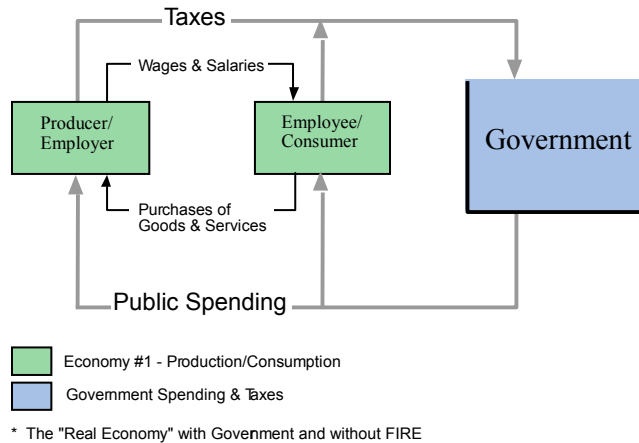 Taxes
Wages & Salaries
Producer/
Employer
Employee/
Consumer
Government
Purchases of
Goods & Services
Public Spending
Economy #1 - Production/Consumption
Government Spending & Taxes
* The "Real Economy" with Government and without FIRE